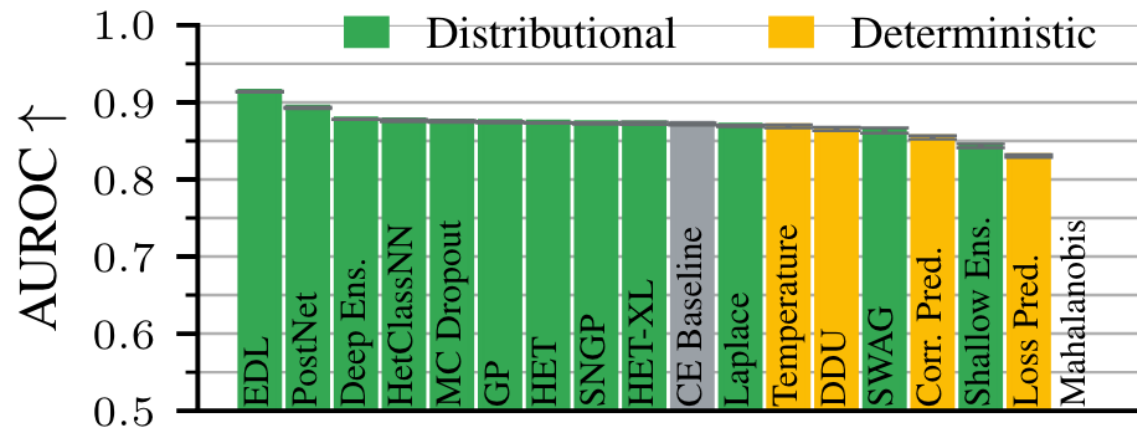 Distributional
Deterministic
AUROC ↑
1.0
0.9
0.8
0.7
0.6
0.5
EDL
PostNet
Deep Ens.
HetClassNN
MC Dropout
GP
HET
SNGP
HET-XL
CE Baseline
Laplace
Temperature
DDU
SWAG
Corr. Pred.
Shallow Ens.
Loss Pred.
Mahalanobis